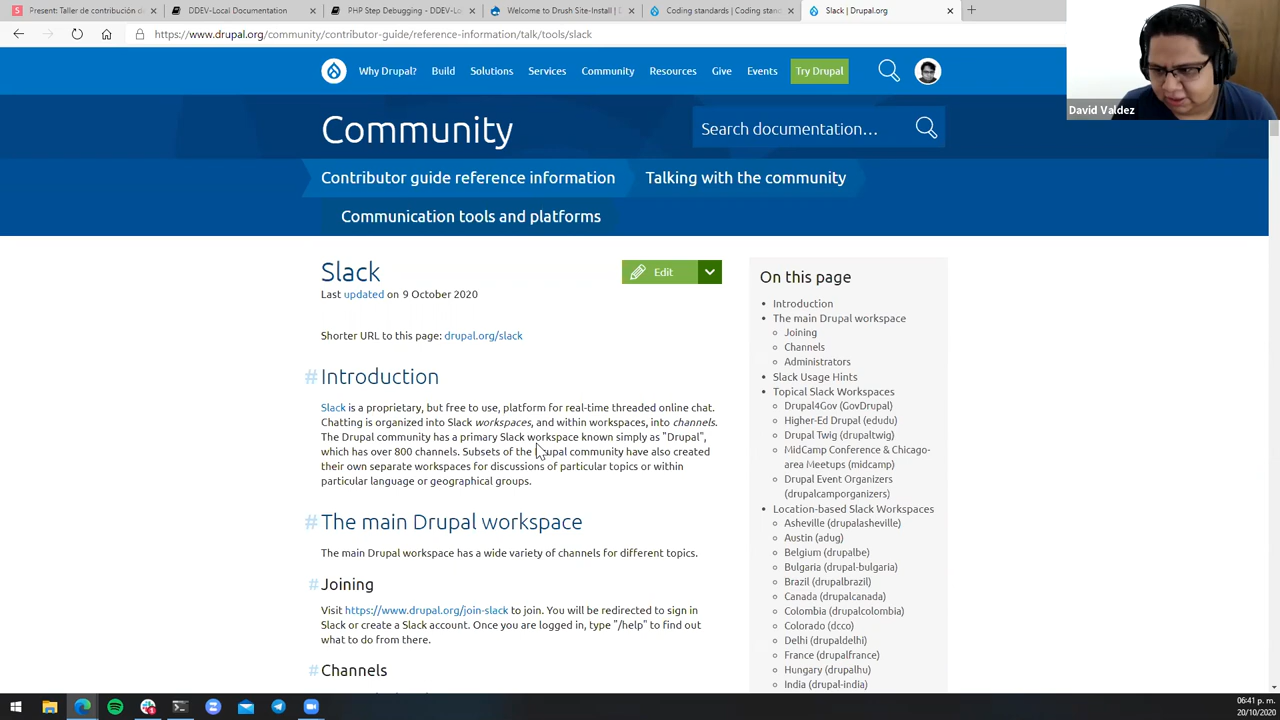 Present: Taller de contribución d
DDEV-Local Documentation
PHP Step Debugging - DDEV-Lo
Welcome to Drush Site-Install | D
Coding standards | Coding stand
Slack | Drupal.org
https://www.drupal.org/community/contributor-guide/reference-information/talk/tools/slack
Why Drupal?
Build
Solutions
Services
Community
Resources
Give
Events
Try Drupal
David Valdez
Community
Search documentation…
Contributor guide reference information
Talking with the community
Communication tools and platforms
Slack
Edit
Last updated on 9 October 2020
Shorter URL to this page: drupal.org/slack
# Introduction
Slack is a proprietary, but free to use, platform for real-time threaded online chat.
Chatting is organized into Slack workspaces, and within workspaces, into channels.
The Drupal community has a primary Slack workspace known simply as "Drupal",
which has over 800 channels. Subsets of the Drupal community have also created
their own separate workspaces for discussions of particular topics or within
particular language or geographical groups.
# The main Drupal workspace
The main Drupal workspace has a wide variety of channels for different topics.
# Joining
Visit https://www.drupal.org/join-slack to join. You will be redirected to sign in
Slack or create a Slack account. Once you are logged in, type "/help" to find out
what to do from there.
# Channels
On this page
Introduction
The main Drupal workspace
Joining
Channels
Administrators
Slack Usage Hints
Topical Slack Workspaces
Drupal4Gov (GovDrupal)
Higher-Ed Drupal (edudu)
Drupal Twig (drupaltwig)
MidCamp Conference & Chicago-
area Meetups (midcamp)
Drupal Event Organizers
(drupalcamporganizers)
Location-based Slack Workspaces
Asheville (drupalasheville)
Austin (adug)
Belgium (drupalbe)
Bulgaria (drupal-bulgaria)
Brazil (drupalbrazil)
Canada (drupalcanada)
Colombia (drupalcolombia)
Colorado (dcco)
Delhi (drupaldelhi)
France (drupalfrance)
Hungary (drupalhu)
India (drupal-india)
06:41 p. m.
20/10/2020